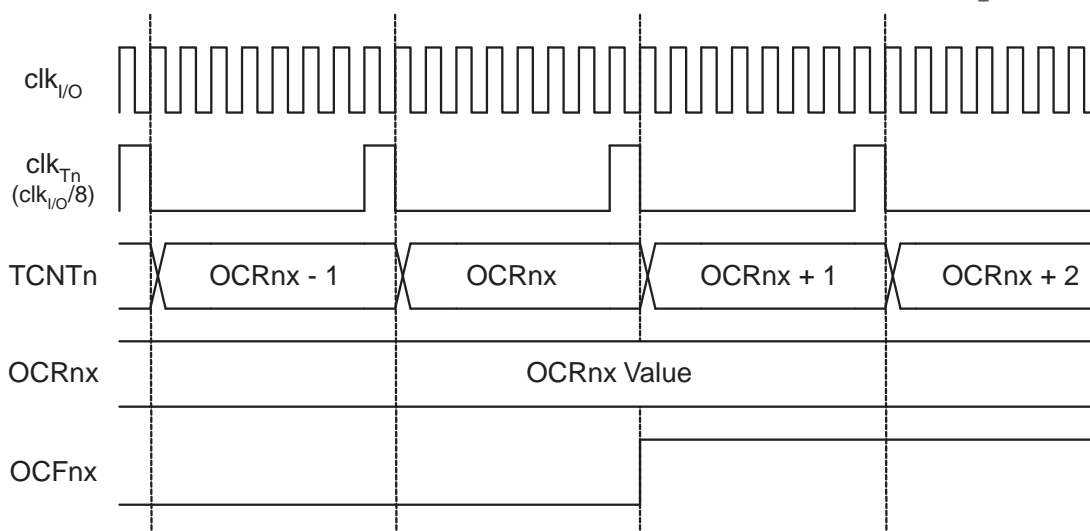 clkI/O
clkTn
(clkI/O/8)
TCNTn
OCRnx - 1
OCRnx
OCRnx + 1
OCRnx + 2
OCRnx
OCRnx Value
OCFnx